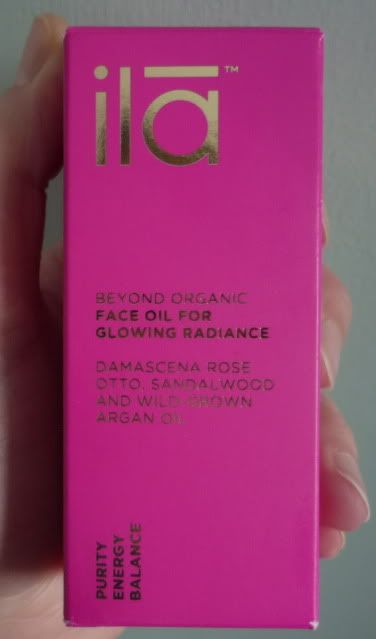 ilā™
BEYOND ORGANIC
FACE OIL FOR
GLOWING RADIANCE
DAMASCENA ROSE
OTTO, SANDALWOOD
AND WILD-GROWN
ARGAN OIL
PURITY
ENERGY
BALANCE